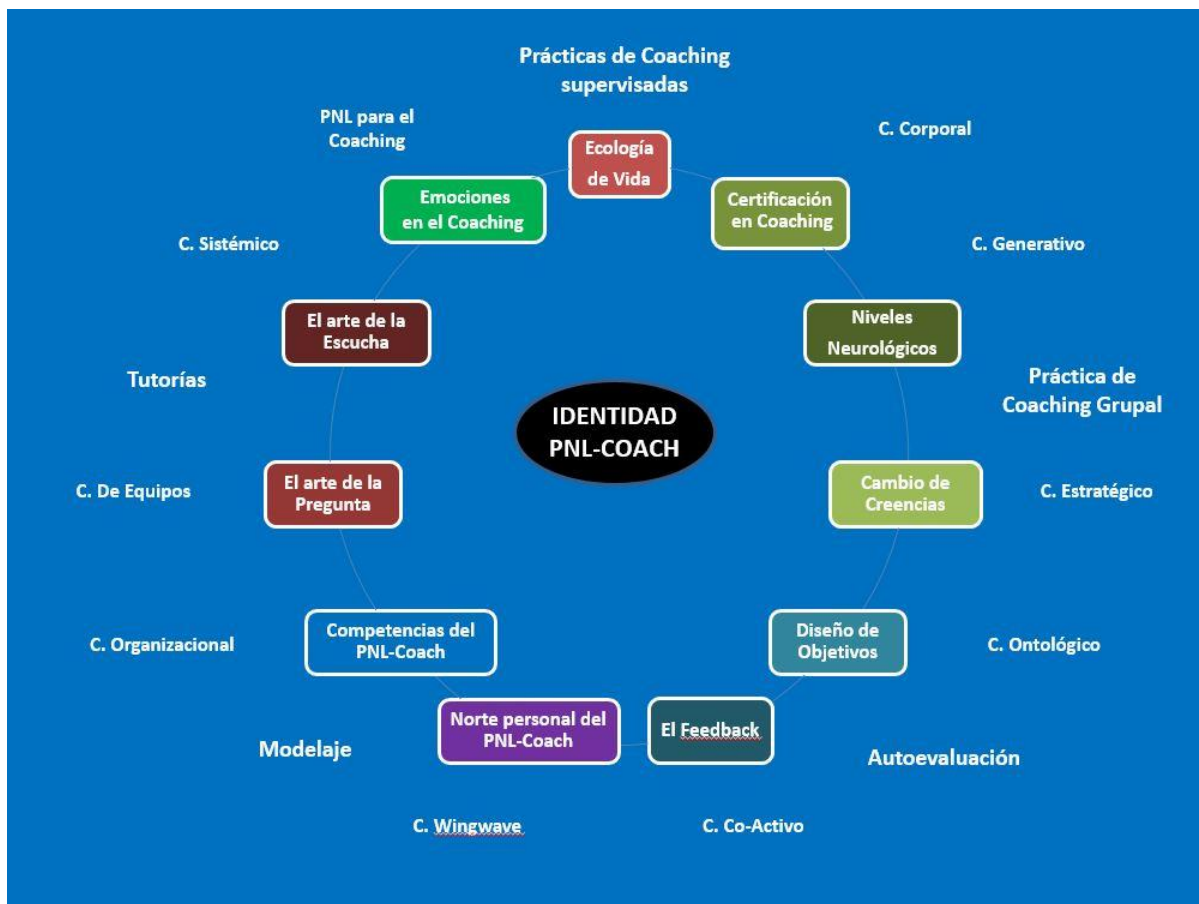 Prácticas de Coaching
supervisadas
PNL para el
Coaching
C. Corporal
Ecología
de Vida
Emociones
en el Coaching
Certificación
en Coaching
C. Sistémico
C. Generativo
El arte de la
Escucha
Niveles
Neurológicos
Tutorías
Práctica de
Coaching Grupal
IDENTIDAD
PNL-COACH
C. De Equipos
El arte de la
Pregunta
Cambio de
Creencias
C. Estratégico
C. Organizacional
Competencias del
PNL-Coach
Diseño de
Objetivos
C. Ontológico
Norte personal del
PNL-Coach
El Feedback
Modelaje
Autoevaluación
C. Wingwave
C. Co-Activo